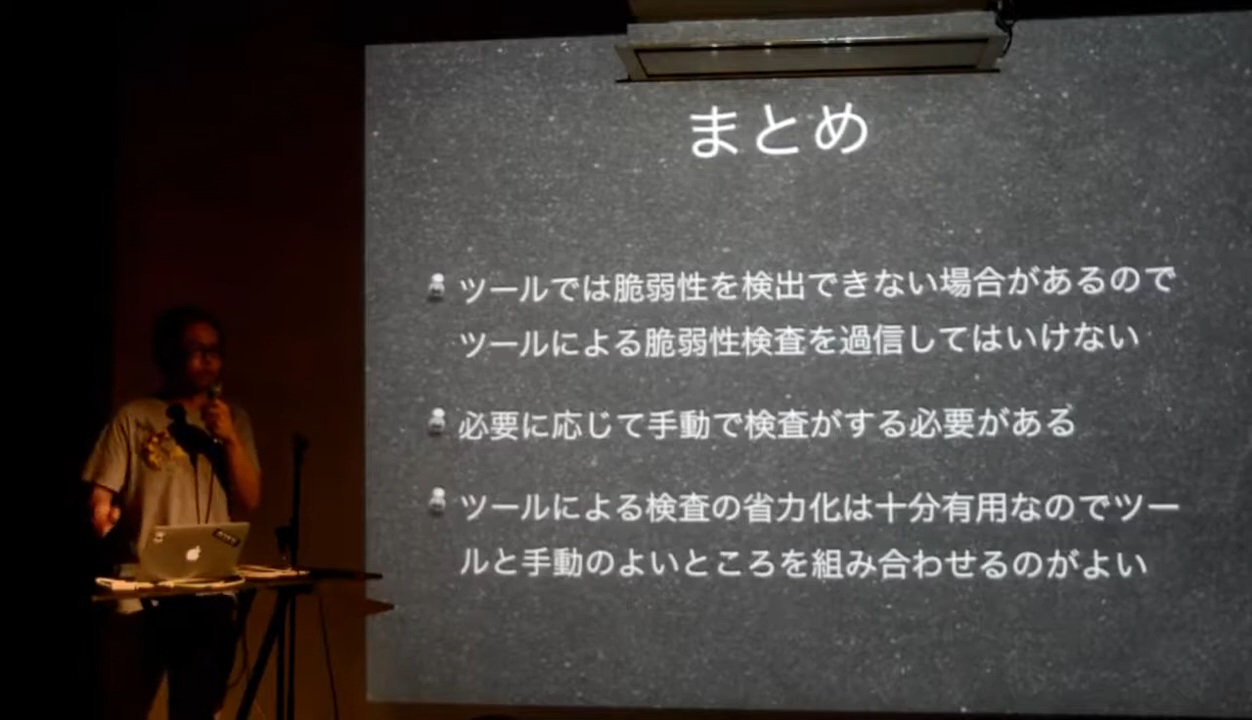 まとめ
ツールでは脆弱性を検出できない場合があるので
ツールによる脆弱性検査を過信してはいけない
必要に応じて手動で検査がする必要がある
ツールによる検査の省力化は十分有用なのでツー
ルと手動のよいところを組み合わせるのがよい